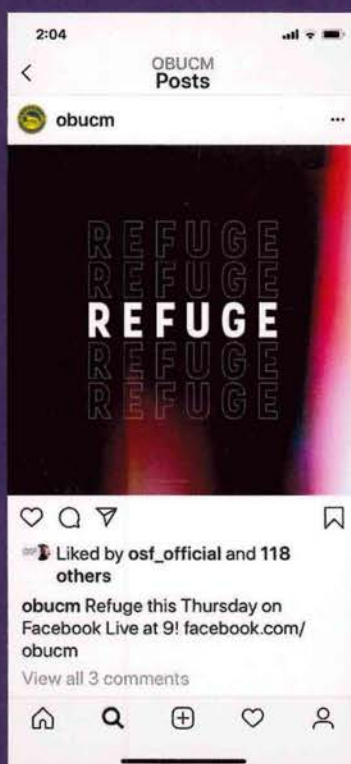 2:04
OBUCM
Posts
obucm
REFUGE
REFUGE
REFUGE
REFUGE
REFUGE
Liked by osf_official and 118
others
obucm Refuge this Thursday on
Facebook Live at 9! facebook.com/
obucm
View all 3 comments